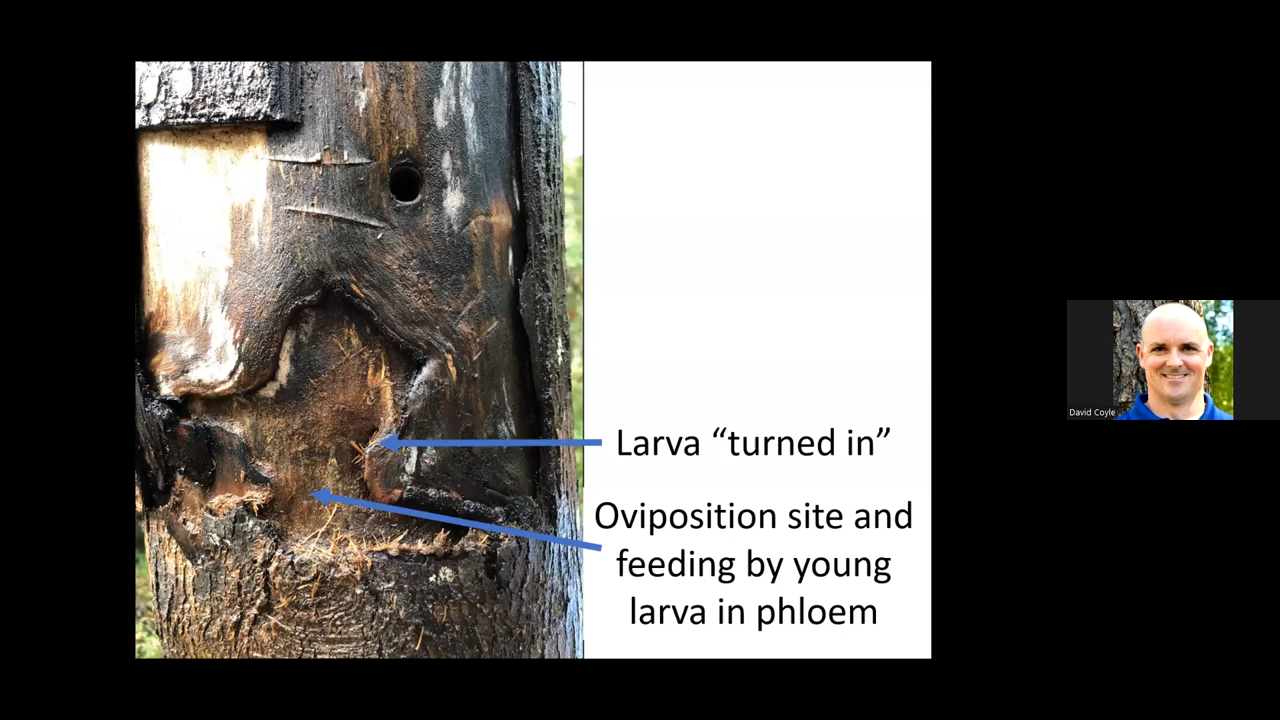 Larva “turned in”
Oviposition site and
feeding by young
larva in phloem
David Coyle